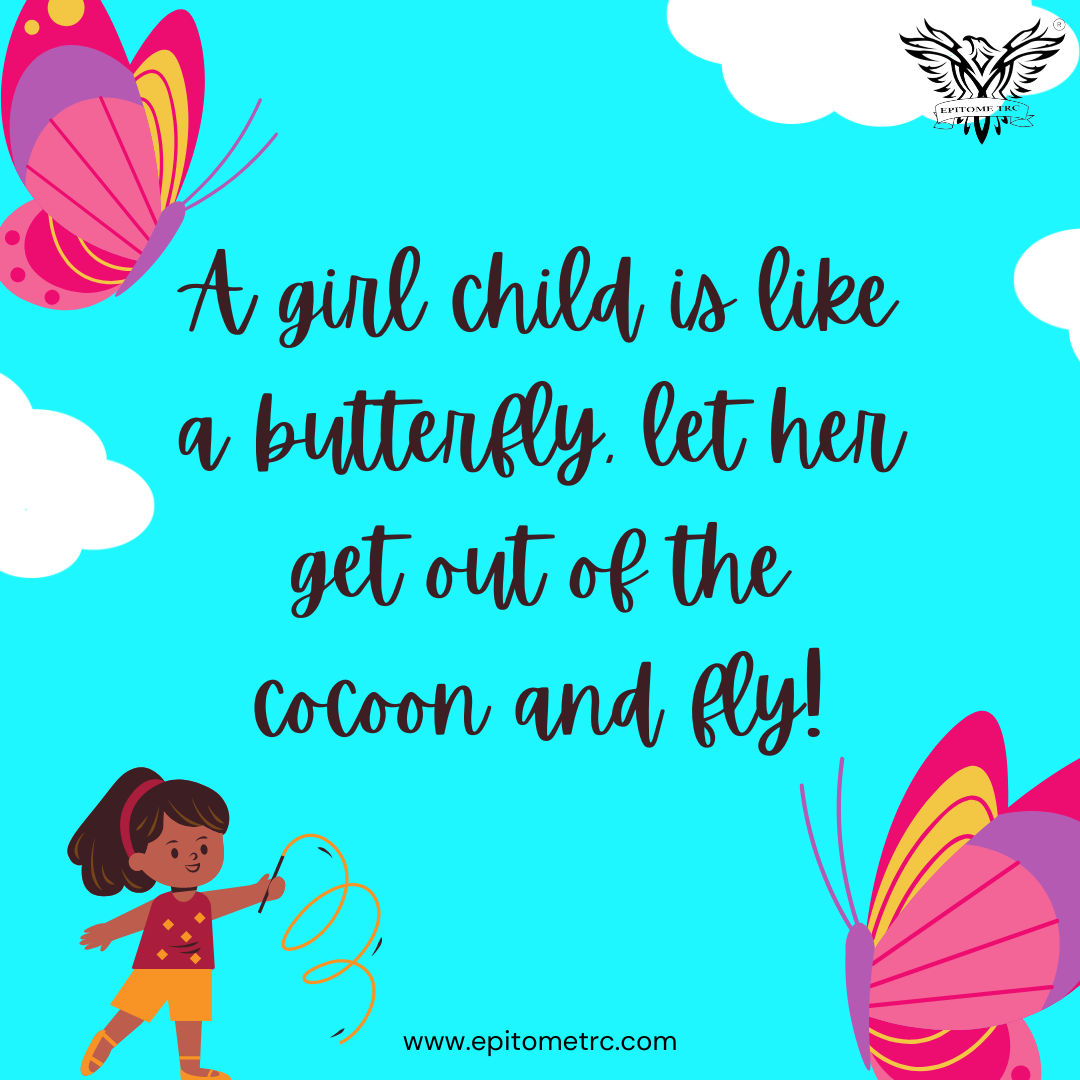 ®
EPITOME TRC
A girl child is like
a butterfly, let her
get out of the
cocoon and fly!
www.epitometrc.com